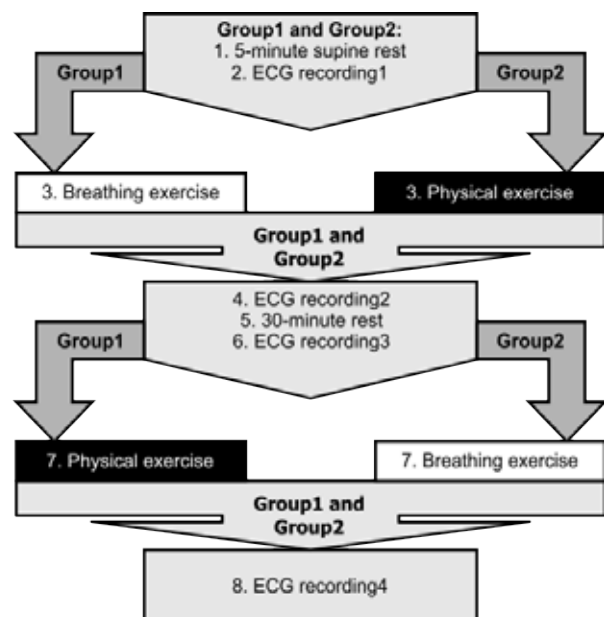 Group1 and Group2:
1. 5-minute supine rest
2. ECG recording1
Group1
Group2
3. Breathing exercise
3. Physical exercise
Group1 and
Group2
4. ECG recording2
5. 30-minute rest
6. ECG recording3
Group1
Group2
7. Physical exercise
7. Breathing exercise
Group1 and
Group2
8. ECG recording4